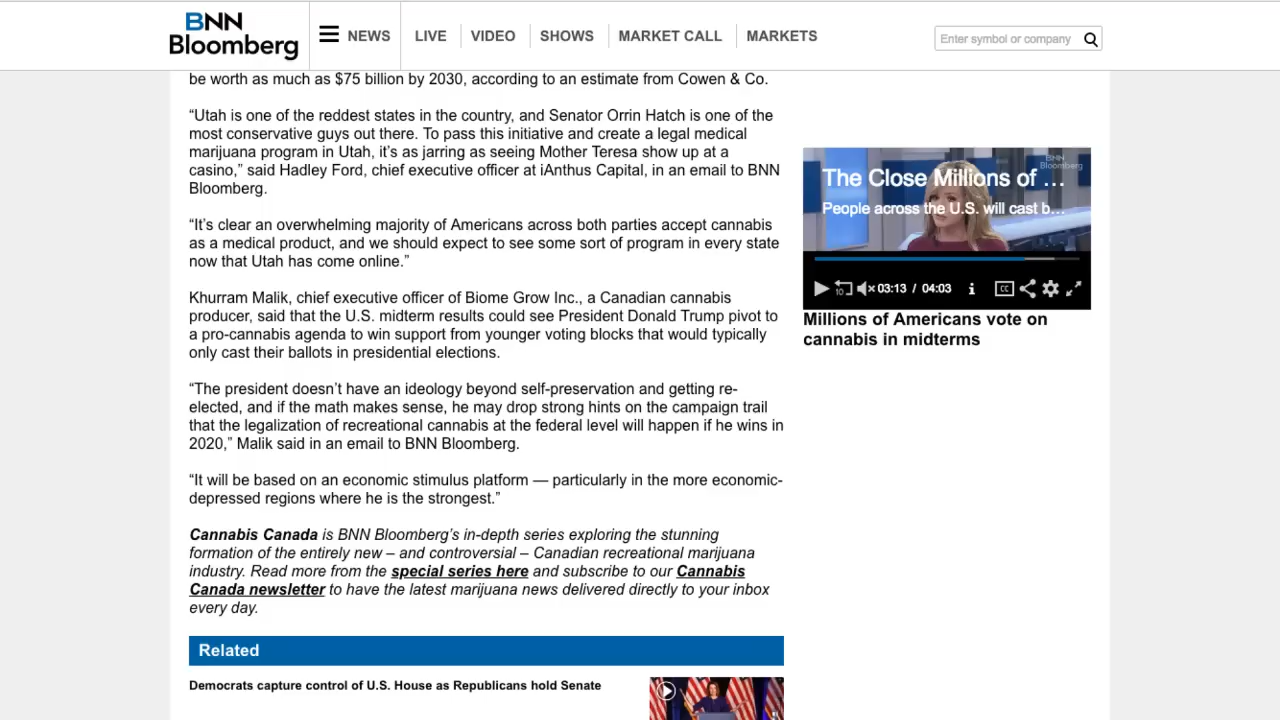 BNN
Bloomberg
NEWS
LIVE
VIDEO
SHOWS
MARKET CALL
MARKETS
Enter symbol or company
be worth as much as $75 billion by 2030, according to an estimate from Cowen & Co.
“Utah is one of the reddest states in the country, and Senator Orrin Hatch is one of the
most conservative guys out there. To pass this initiative and create a legal medical
marijuana program in Utah, it’s as jarring as seeing Mother Teresa show up at a
casino,” said Hadley Ford, chief executive officer at iAnthus Capital, in an email to BNN
Bloomberg.
“It’s clear an overwhelming majority of Americans across both parties accept cannabis
as a medical product, and we should expect to see some sort of program in every state
now that Utah has come online.”
Khurram Malik, chief executive officer of Biome Grow Inc., a Canadian cannabis
producer, said that the U.S. midterm results could see President Donald Trump pivot to
a pro-cannabis agenda to win support from younger voting blocks that would typically
only cast their ballots in presidential elections.
“The president doesn’t have an ideology beyond self-preservation and getting re-
elected, and if the math makes sense, he may drop strong hints on the campaign trail
that the legalization of recreational cannabis at the federal level will happen if he wins in
2020,” Malik said in an email to BNN Bloomberg.
“It will be based on an economic stimulus platform — particularly in the more economic-
depressed regions where he is the strongest.”
Cannabis Canada is BNN Bloomberg’s in-depth series exploring the stunning
formation of the entirely new – and controversial – Canadian recreational marijuana
industry. Read more from the special series here and subscribe to our Cannabis
Canada newsletter to have the latest marijuana news delivered directly to your inbox
every day.
Related
Democrats capture control of U.S. House as Republicans hold Senate
BNN
Bloomberg
The Close Millions of ...
People across the U.S. will cast b...
10
03:13 / 04:03
i
CC
Millions of Americans vote on
cannabis in midterms